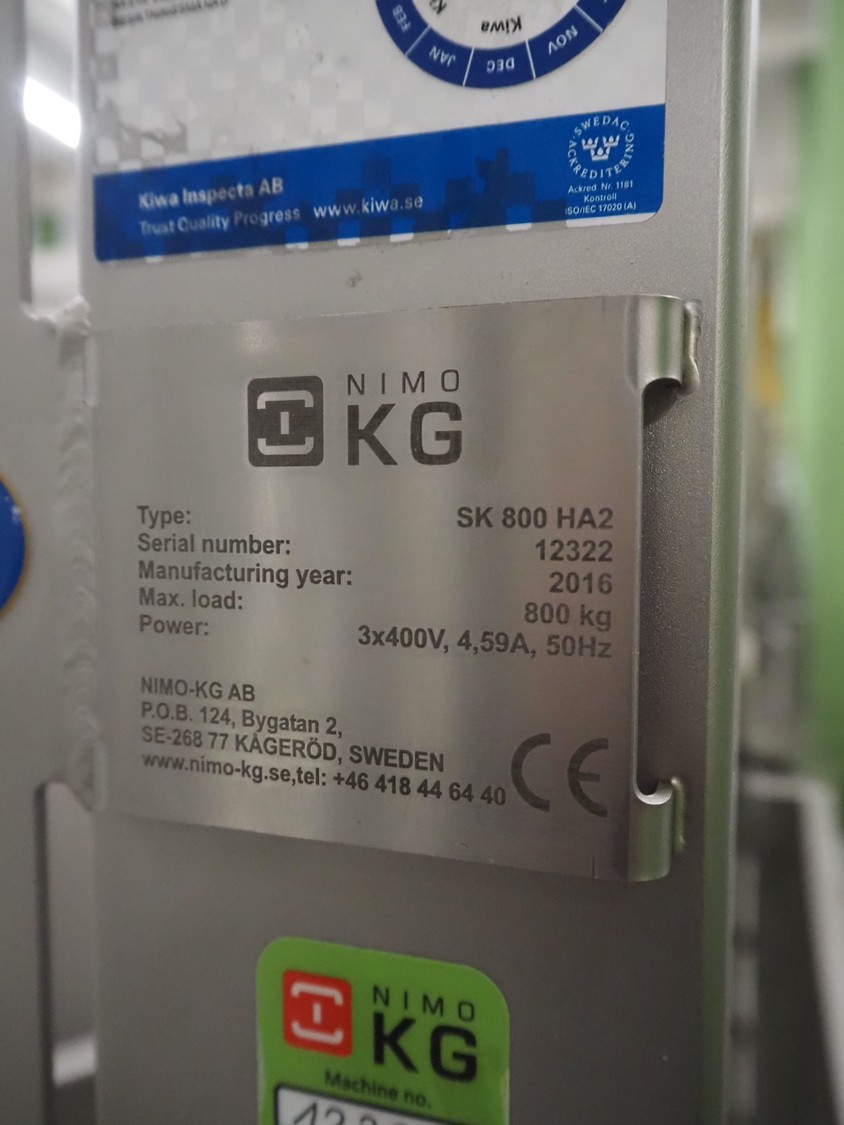 FEB
JAN
DEC
NOV
Kiwa
SWEDAC
ACKREDITERING
Ackred. Nr. 1181
Kontroll
ISO/IEC 17020 (A)
Kiwa Inspecta AB
Trust Quality Progress www.kiwa.se
NIMO
KG
Type: SK 800 HA2
Serial number: 12322
Manufacturing year: 2016
Max. load: 800 kg
Power: 3x400V, 4,59A, 50Hz
NIMO-KG AB
P.O.B. 124, Bygatan 2,
SE-268 77 KÅGERÖD, SWEDEN
www.nimo-kg.se,tel: +46 418 44 64 40
CE
NIMO
KG
Machine no.